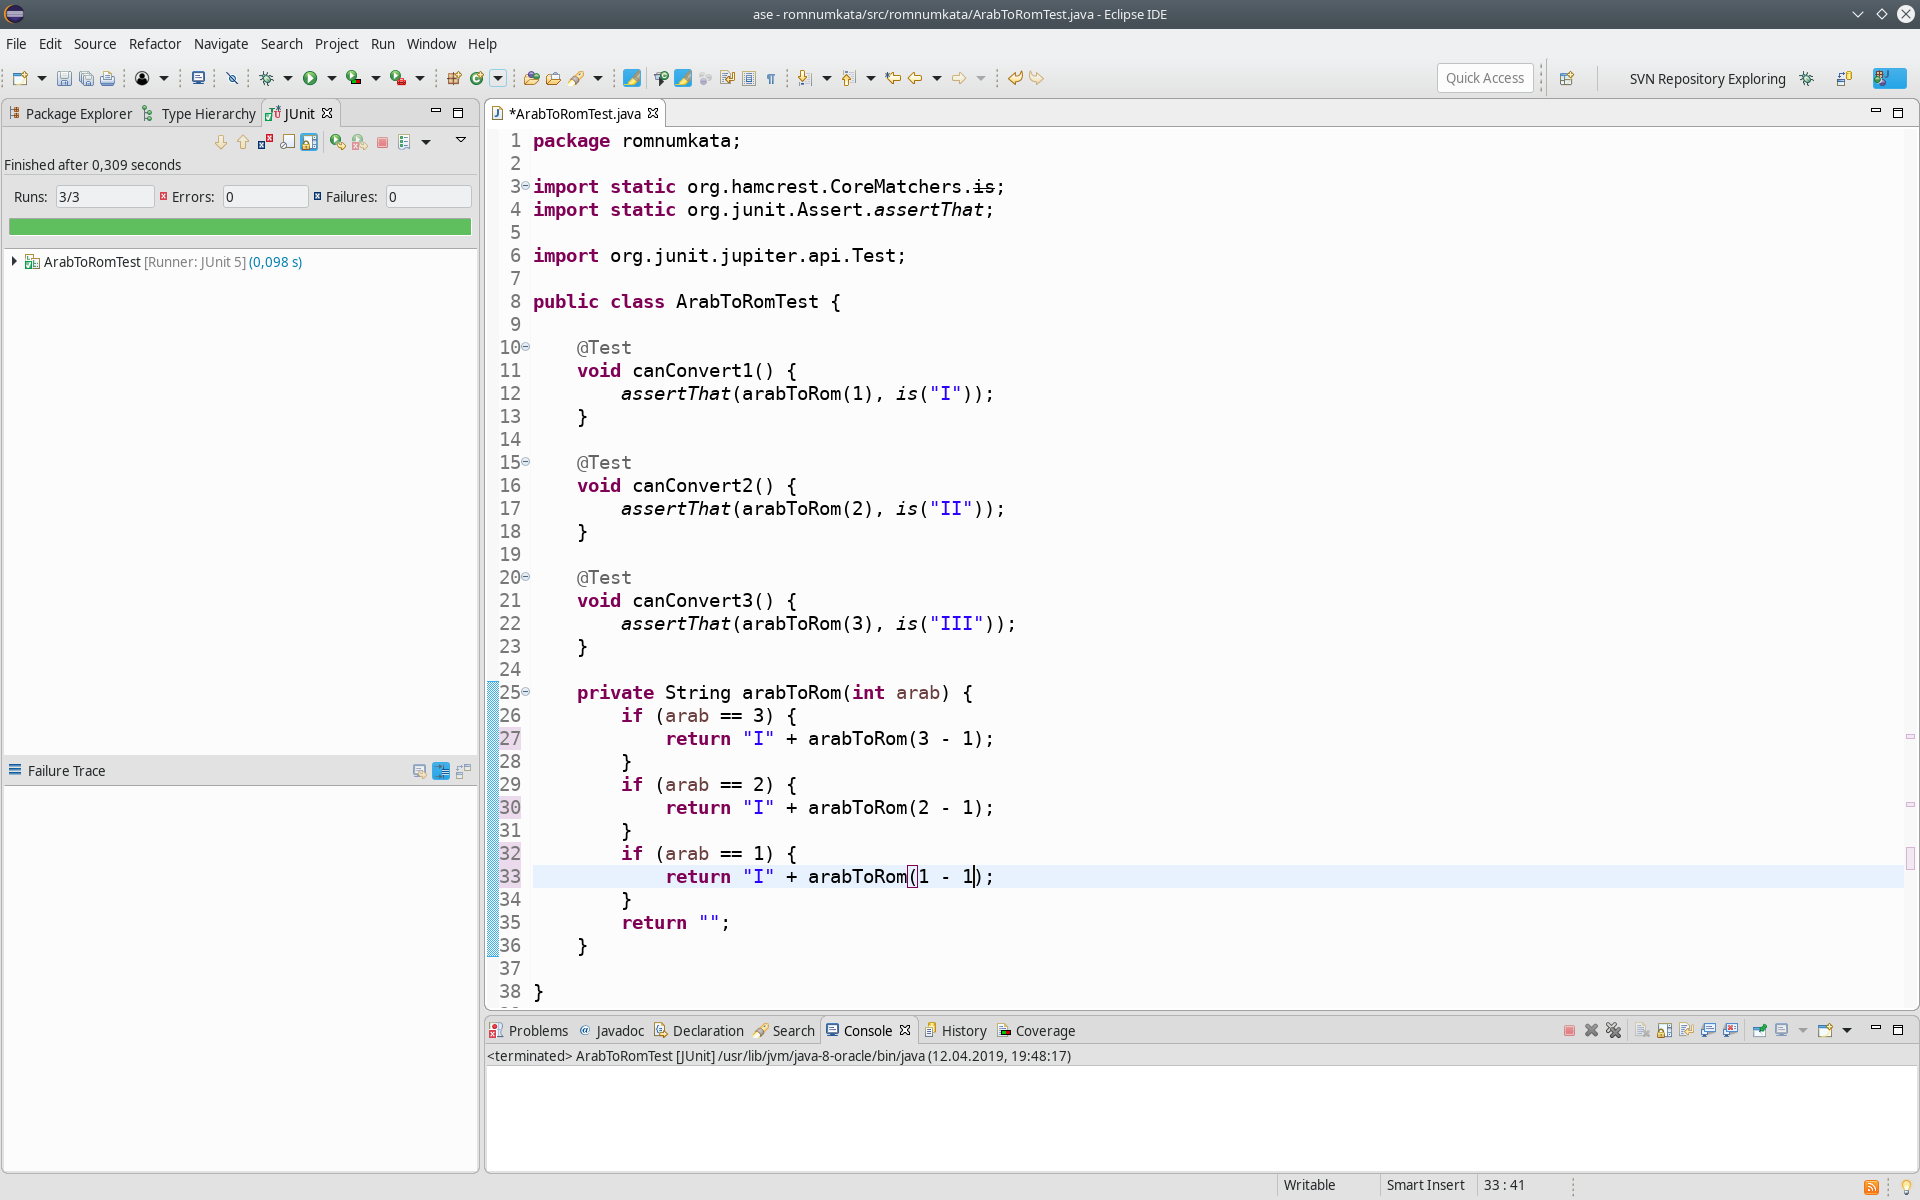 ase - romnumkata/src/romnumkata/ArabToRomTest.java - Eclipse IDE
File Edit Source Refactor Navigate Search Project Run Window Help
Quick Access
SVN Repository Exploring
Package Explorer Type Hierarchy JUnit
*ArabToRomTest.java
Finished after 0,309 seconds
Runs: 3/3 Errors: 0 Failures: 0
ArabToRomTest [Runner: JUnit 5] (0,098 s)
Failure Trace
1 package romnumkata;
2
3 import static org.hamcrest.CoreMatchers.is;
4 import static org.junit.Assert.assertThat;
5
6 import org.junit.jupiter.api.Test;
7
8 public class ArabToRomTest {
9
10     @Test
11     void canConvert1() {
12         assertThat(arabToRom(1), is("I"));
13     }
14
15     @Test
16     void canConvert2() {
17         assertThat(arabToRom(2), is("II"));
18     }
19
20     @Test
21     void canConvert3() {
22         assertThat(arabToRom(3), is("III"));
23     }
24
25     private String arabToRom(int arab) {
26         if (arab == 3) {
27             return "I" + arabToRom(3 - 1);
28         }
29         if (arab == 2) {
30             return "I" + arabToRom(2 - 1);
31         }
32         if (arab == 1) {
33             return "I" + arabToRom(1 - 1);
34         }
35         return "";
36     }
37
38 }
Problems @ Javadoc Declaration Search Console History Coverage
<terminated> ArabToRomTest [JUnit] /usr/lib/jvm/java-8-oracle/bin/java (12.04.2019, 19:48:17)
Writable Smart Insert 33 : 41